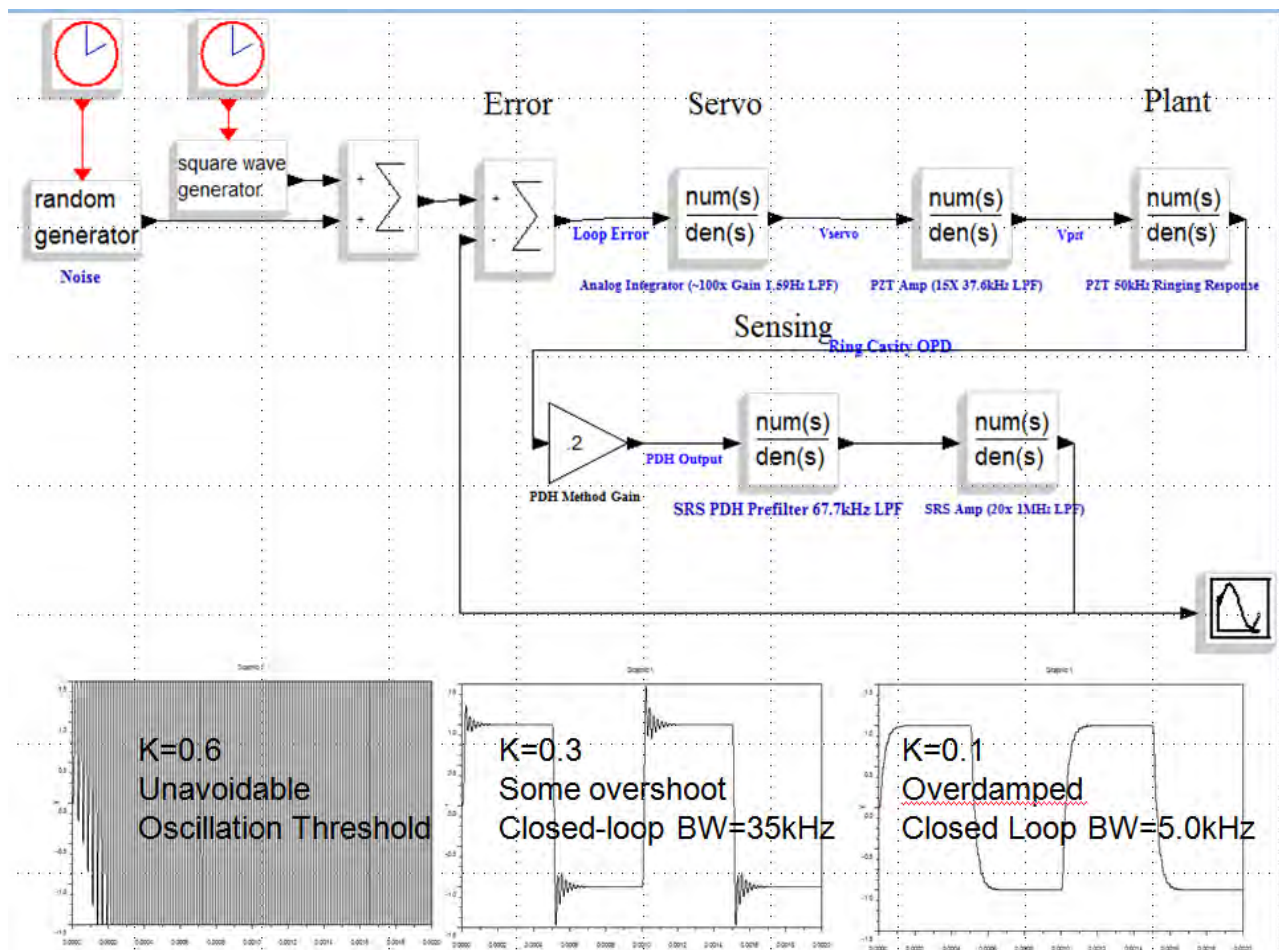 Error
Servo
Plant
square wave
generator
random
generator
Noise
+
+
+
-
num(s)
den(s)
num(s)
den(s)
num(s)
den(s)
Loop Error
Vservo
Vpzt
Analog Integrator (~100x Gain 1.59Hz LPF)
PZT Amp (15X 37.6kHz LPF)
PZT 50kHz Ringing Response
Sensing
Ring Cavity OPD
.2
num(s)
den(s)
num(s)
den(s)
PDH Output
PDH Method Gain
SRS PDH Prefilter 67.7kHz LPF
SRS Amp (20x 1MHz LPF)
K=0.6
Unavoidable
Oscillation Threshold
K=0.3
Some overshoot
Closed-loop BW=35kHz
K=0.1
Overdamped
Closed Loop BW=5.0kHz